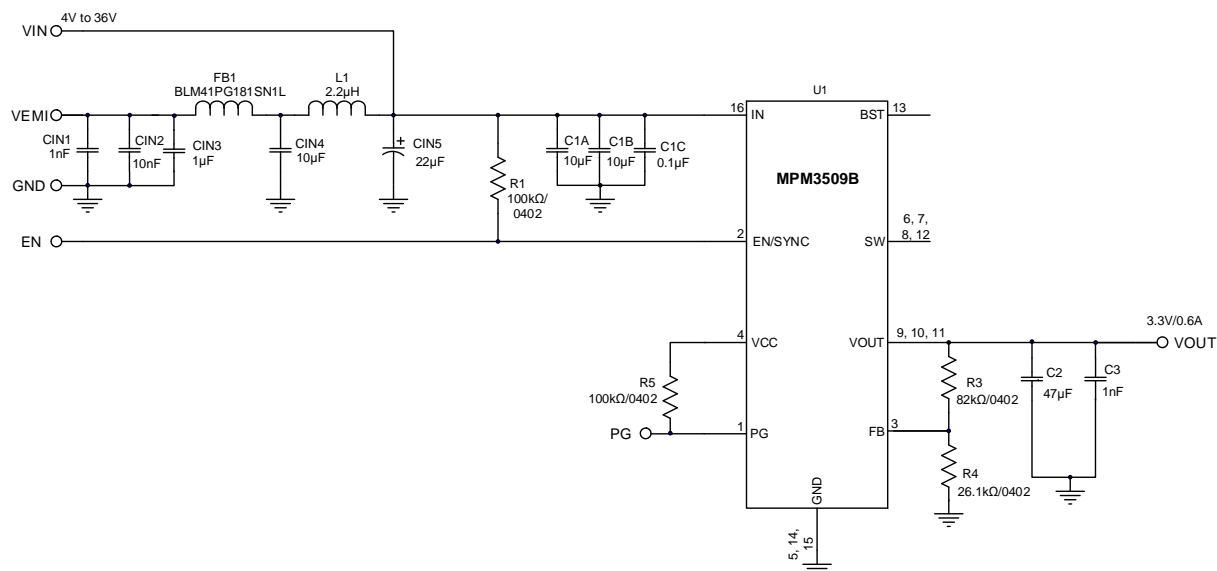 4V to 36V
VIN
FB1
BLM41PG181SN1L
L1
2.2µH
U1
VEMI
16
IN
BST
13
CIN1
1nF
CIN2
10nF
CIN3
1µF
CIN4
10µF
CIN5
22µF
+
C1A
10µF
C1B
10µF
C1C
0.1µF
R1
100kΩ/
0402
GND
MPM3509B
EN
2
EN/SYNC
SW
6, 7,
8, 12
4
VCC
VOUT
9, 10, 11
3.3V/0.6A
VOUT
R5
100kΩ/0402
R3
82kΩ/0402
C2
47µF
C3
1nF
PG
1
PG
FB
3
R4
26.1kΩ/0402
GND
5, 14,
15